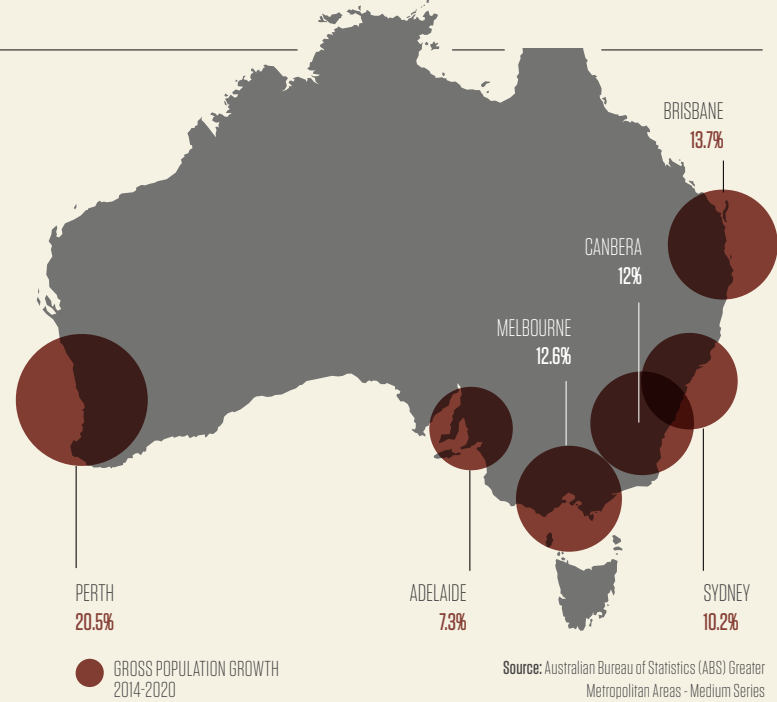 BRISBANE
13.7%
CANBERA
12%
MELBOURNE
12.6%
PERTH
20.5%
ADELAIDE
7.3%
SYDNEY
10.2%
GROSS POPULATION GROWTH
2014-2020
Source: Australian Bureau of Statistics (ABS) Greater
Metropolitan Areas - Medium Series